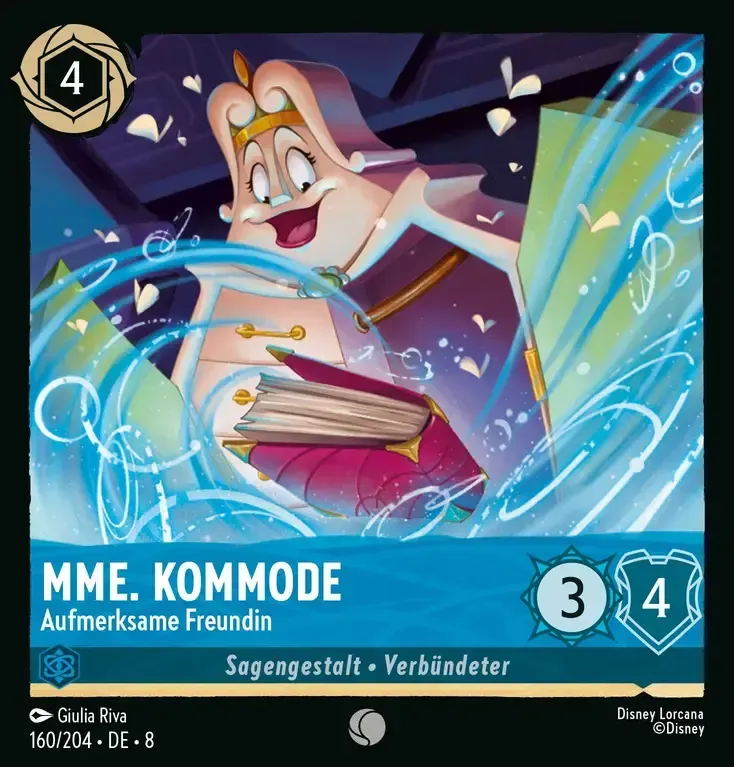 4
MME. KOMMODE
Aufmerksame Freundin
3
4
Sagengestalt • Verbündeter
Giulia Riva
Disney Lorcana
160/204 • DE • 8
©Disney